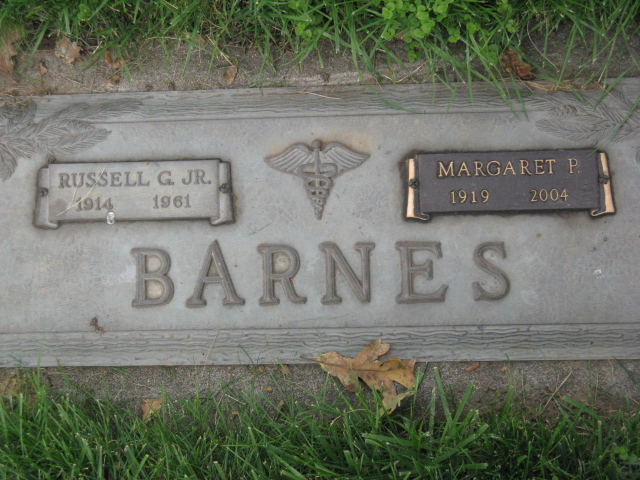 RUSSELL G. JR.
1914 1961
MARGARET P.
1919 2004
BARNES